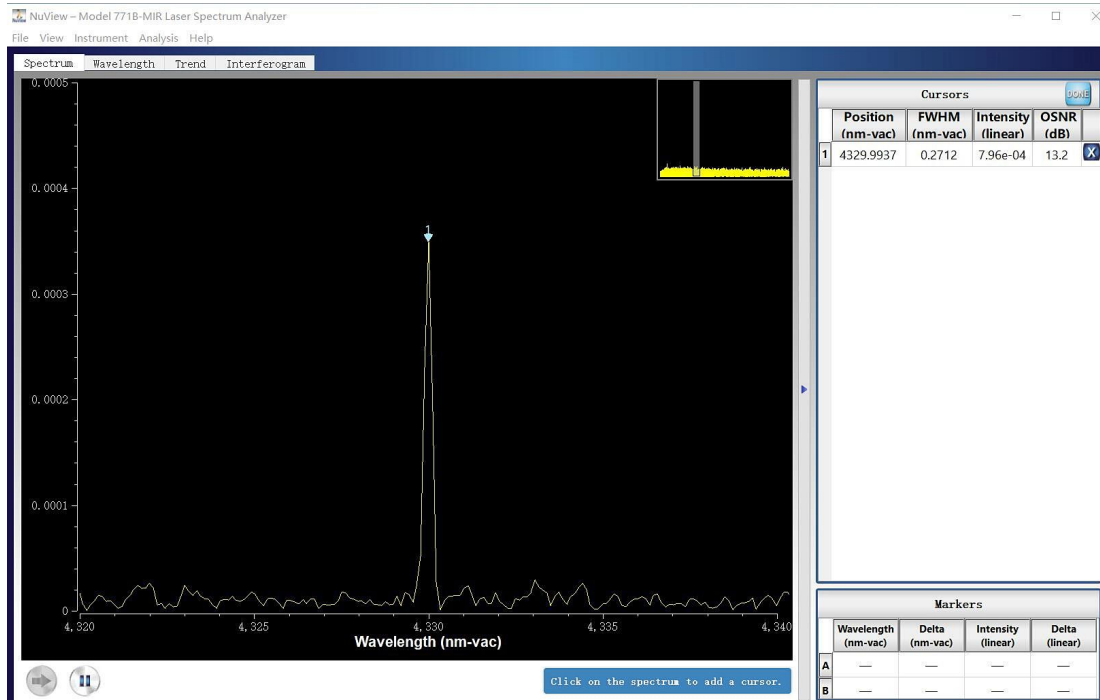 NuView – Model 771B-MIR Laser Spectrum Analyzer
File View Instrument Analysis Help
Spectrum Wavelength Trend Interferogram
0.0005
0.0004
0.0003
0.0002
0.0001
0
1
4,320 4,325 4,330 4,335 4,340
Wavelength (nm-vac)
Click on the spectrum to add a cursor.
Cursors DONE
Position (nm-vac) FWHM (nm-vac) Intensity (linear) OSNR (dB)
1 4329.9937 0.2712 7.96e-04 13.2 X
Markers
Wavelength (nm-vac) Delta (nm-vac) Intensity (linear) Delta (linear)
A — — — —
B — — — —